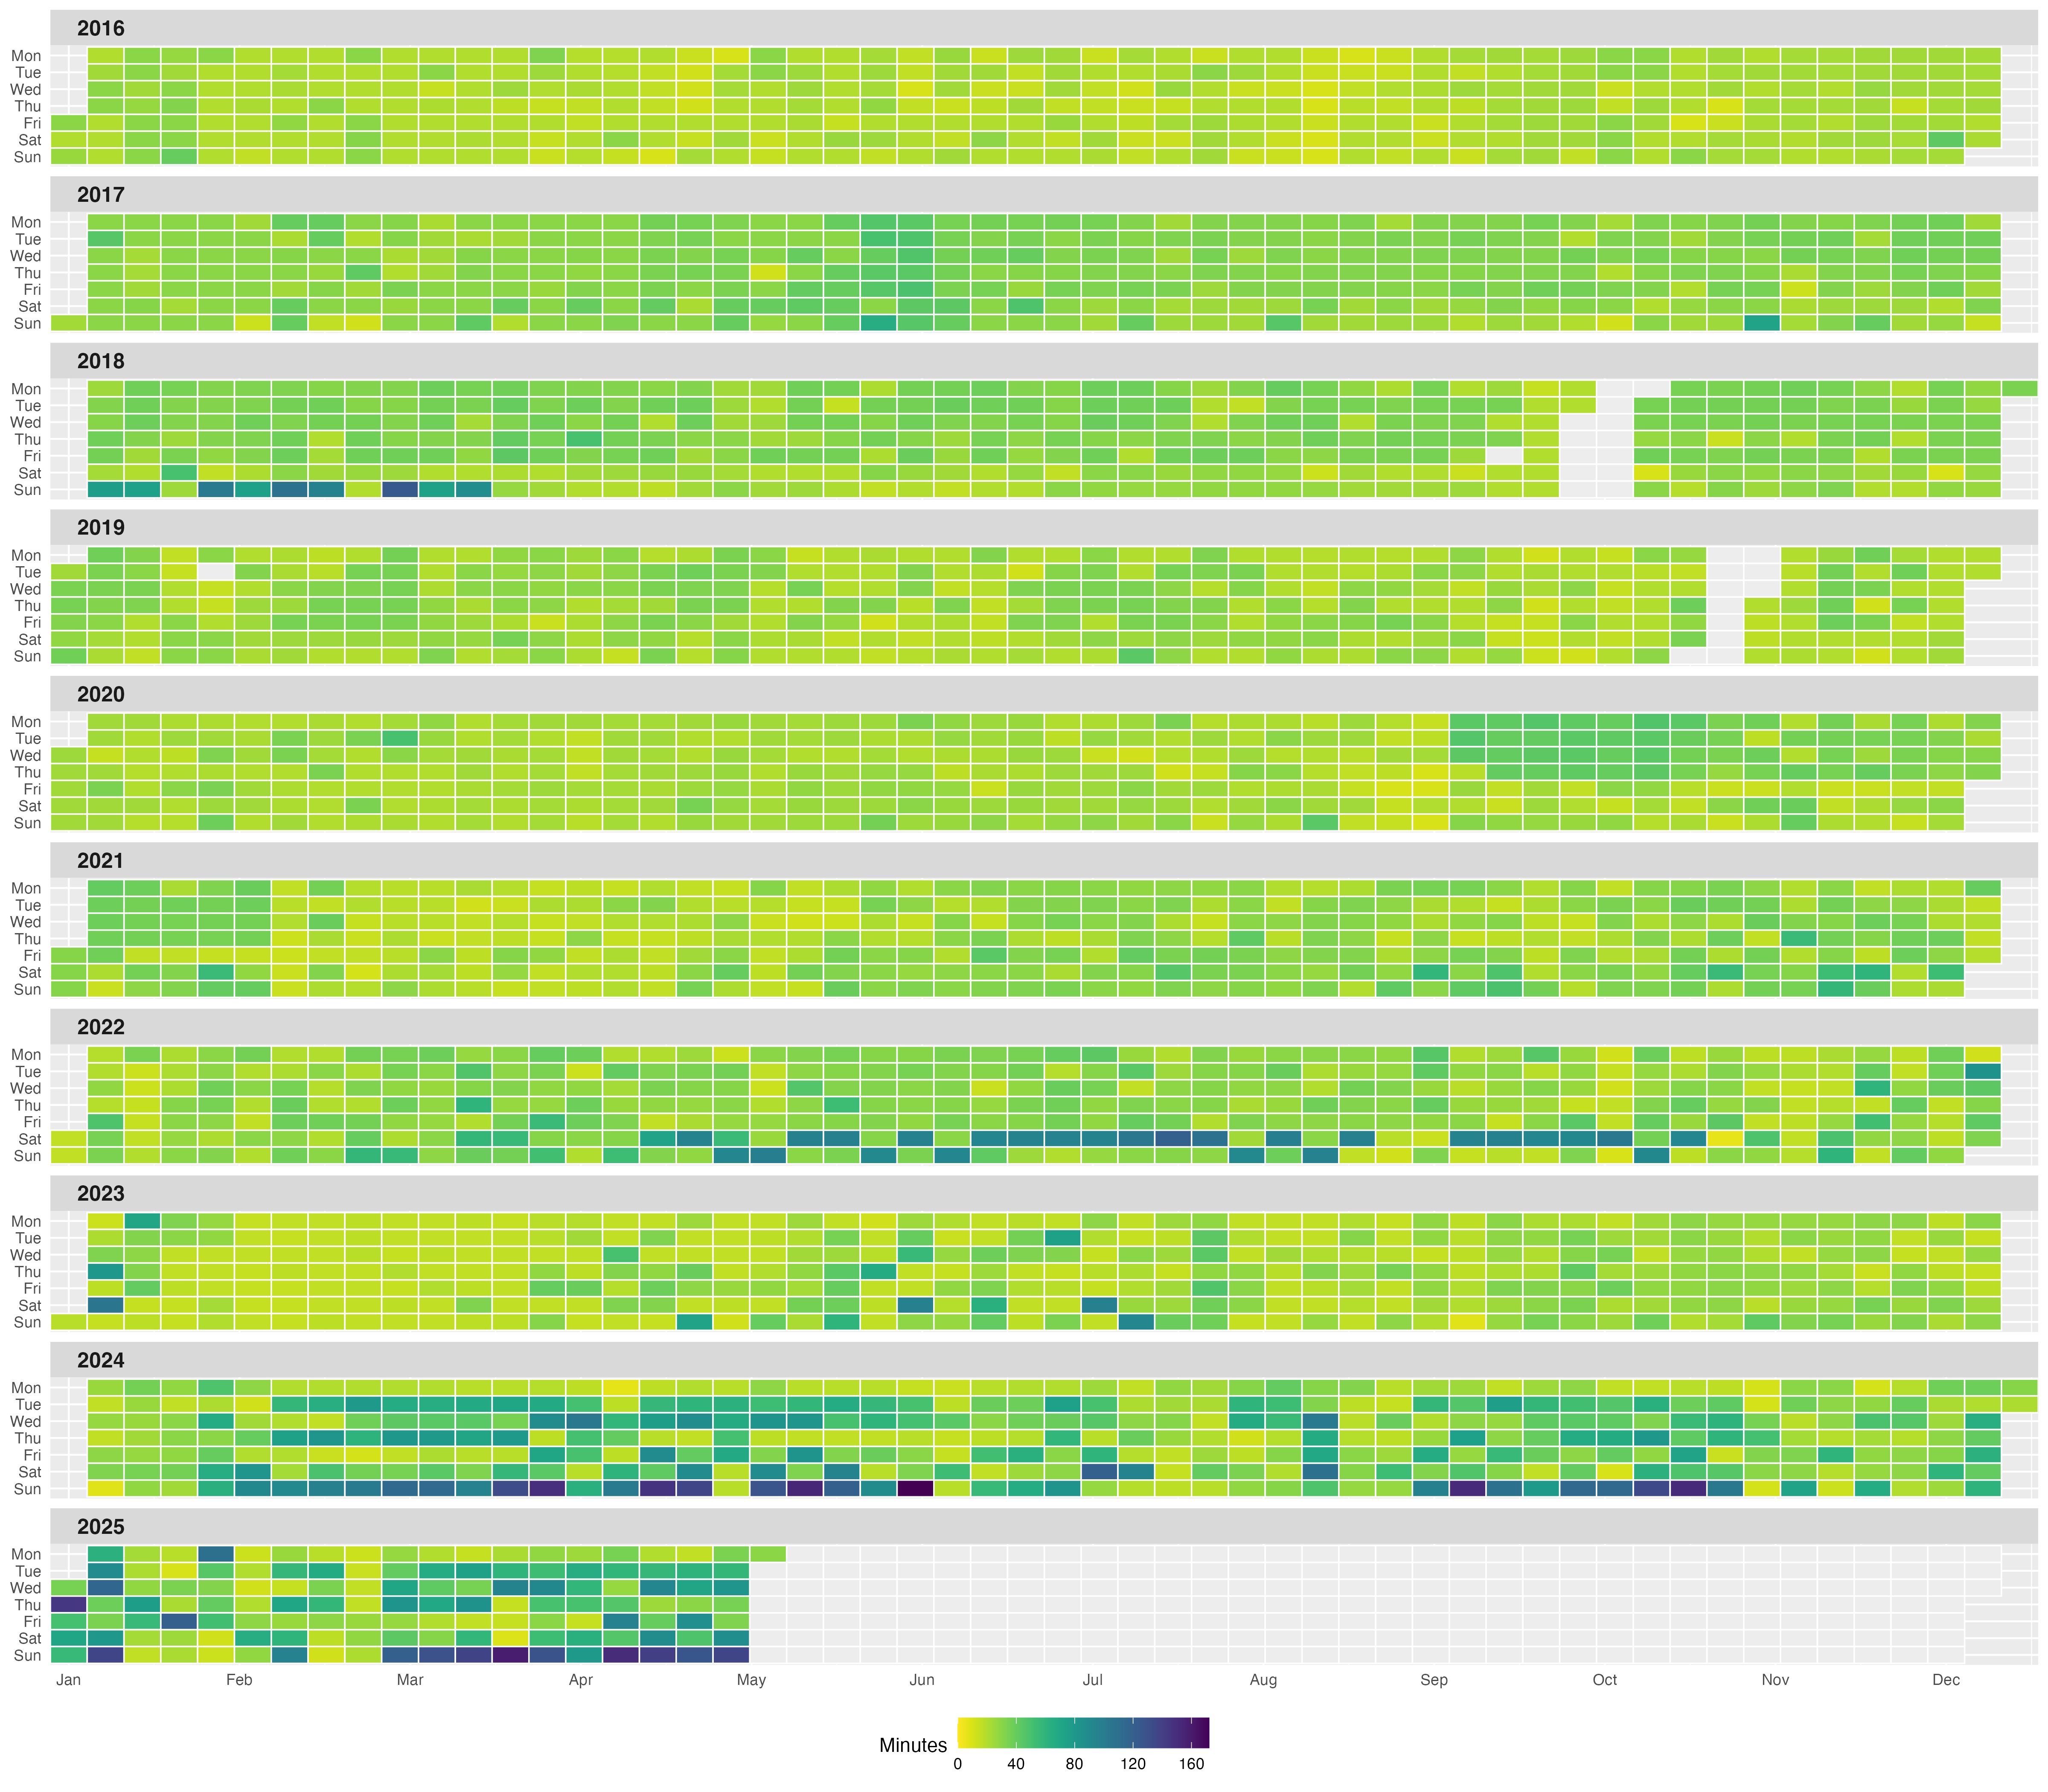 2016
Mon
Tue
Wed
Thu
Fri
Sat
Sun
2017
Mon
Tue
Wed
Thu
Fri
Sat
Sun
2018
Mon
Tue
Wed
Thu
Fri
Sat
Sun
2019
Mon
Tue
Wed
Thu
Fri
Sat
Sun
2020
Mon
Tue
Wed
Thu
Fri
Sat
Sun
2021
Mon
Tue
Wed
Thu
Fri
Sat
Sun
2022
Mon
Tue
Wed
Thu
Fri
Sat
Sun
2023
Mon
Tue
Wed
Thu
Fri
Sat
Sun
2024
Mon
Tue
Wed
Thu
Fri
Sat
Sun
2025
Mon
Tue
Wed
Thu
Fri
Sat
Sun
Jan Feb Mar Apr May Jun Jul Aug Sep Oct Nov Dec
Minutes
0 40 80 120 160